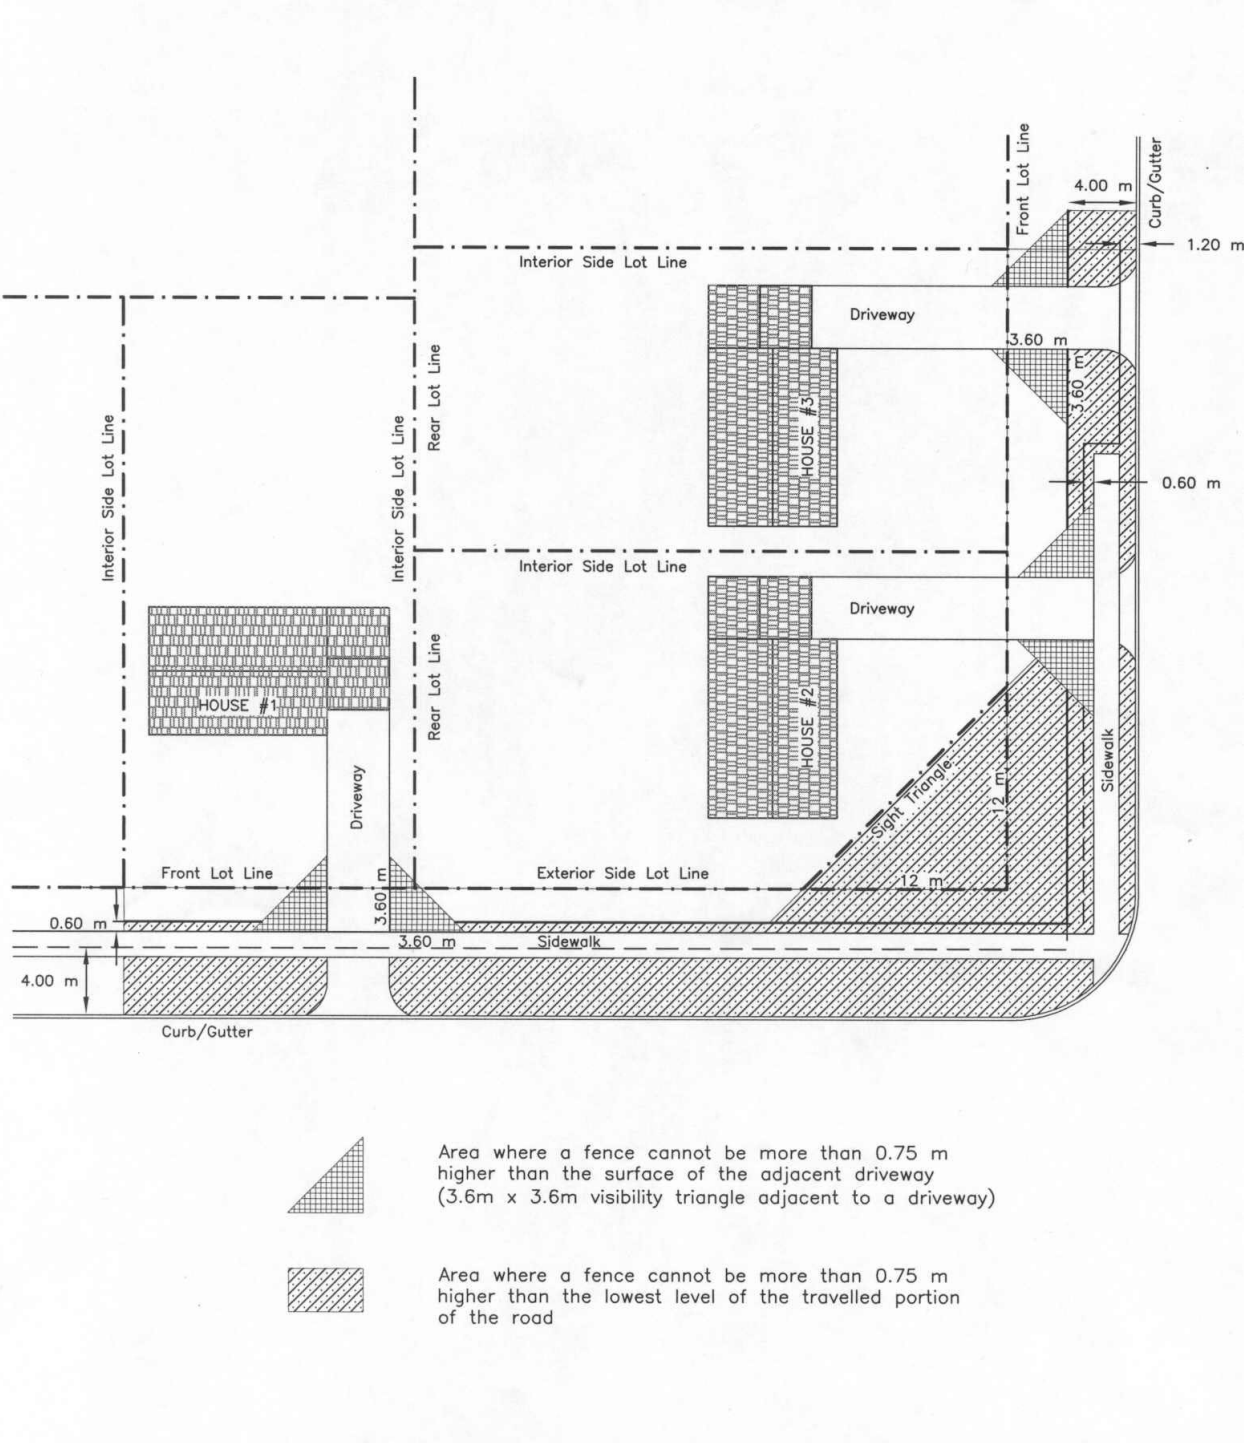 Front Lot Line
Curb/Gutter
4.00 m
1.20 m
Interior Side Lot Line
Driveway
3.60 m
3.60 m
Rear Lot Line
HOUSE #3
Interior Side Lot Line
Interior Side Lot Line
0.60 m
Interior Side Lot Line
Driveway
Rear Lot Line
HOUSE #1
HOUSE #2
Sidewalk
Driveway
Sight Triangle
12 m
Front Lot Line
Exterior Side Lot Line
12 m
3.60 m
0.60 m
3.60 m
Sidewalk
4.00 m
Curb/Gutter
Area where a fence cannot be more than 0.75 m
higher than the surface of the adjacent driveway
(3.6m x 3.6m visibility triangle adjacent to a driveway)
Area where a fence cannot be more than 0.75 m
higher than the lowest level of the travelled portion
of the road